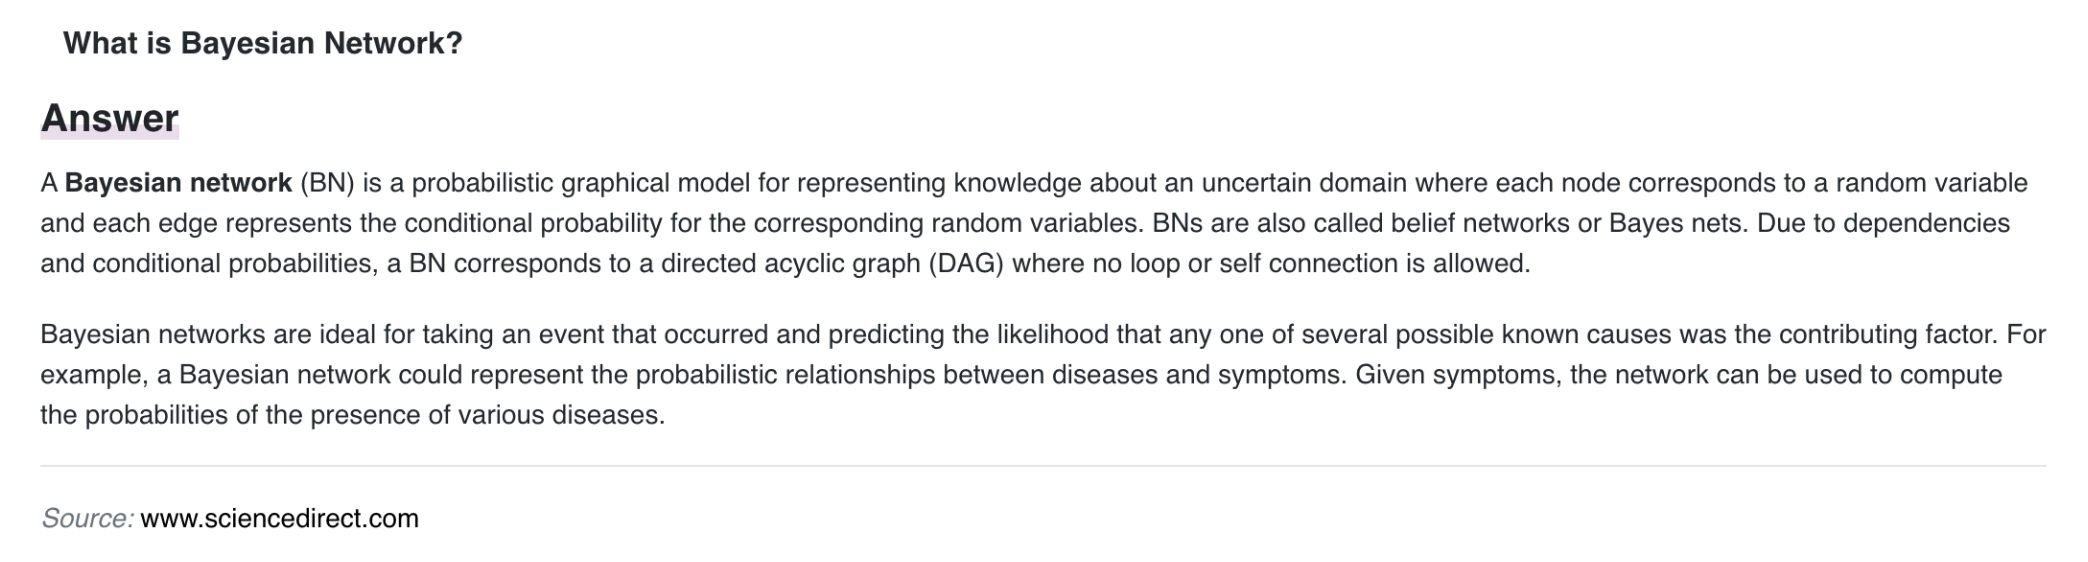 What is Bayesian Network?
Answer
A Bayesian network (BN) is a probabilistic graphical model for representing knowledge about an uncertain domain where each node corresponds to a random variable
and each edge represents the conditional probability for the corresponding random variables. BNs are also called belief networks or Bayes nets. Due to dependencies
and conditional probabilities, a BN corresponds to a directed acyclic graph (DAG) where no loop or self connection is allowed.
Bayesian networks are ideal for taking an event that occurred and predicting the likelihood that any one of several possible known causes was the contributing factor. For
example, a Bayesian network could represent the probabilistic relationships between diseases and symptoms. Given symptoms, the network can be used to compute
the probabilities of the presence of various diseases.
Source: www.sciencedirect.com